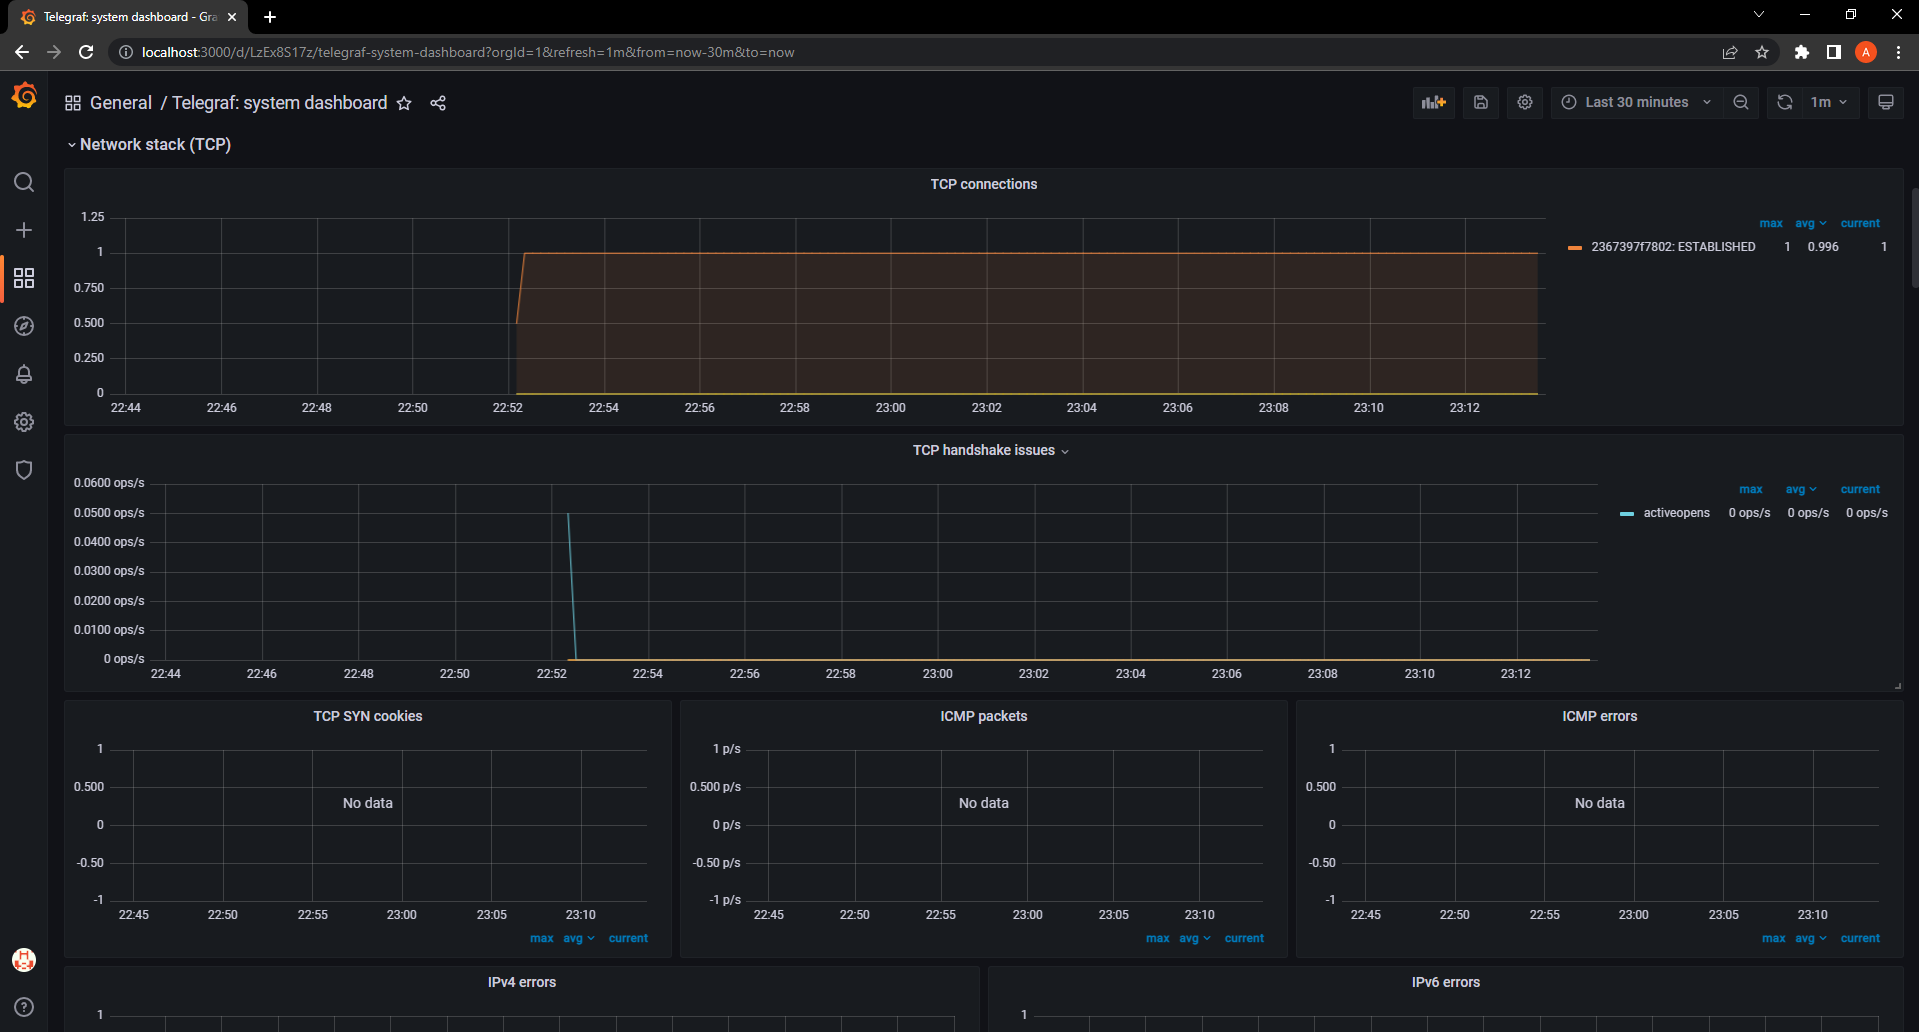 Telegraf: system dashboard - Gra
localhost:3000/d/LzEx8S17z/telegraf-system-dashboard?orgId=1&refresh=1m&from=now-30m&to=now
A
General / Telegraf: system dashboard
Last 30 minutes
1m
Network stack (TCP)
TCP connections
1.25
1
0.750
0.500
0.250
0
22:44 22:46 22:48 22:50 22:52 22:54 22:56 22:58 23:00 23:02 23:04 23:06 23:08 23:10 23:12
max avg current
2367397f7802: ESTABLISHED 1 0.996 1
TCP handshake issues
0.0600 ops/s
0.0500 ops/s
0.0400 ops/s
0.0300 ops/s
0.0200 ops/s
0.0100 ops/s
0 ops/s
22:44 22:46 22:48 22:50 22:52 22:54 22:56 22:58 23:00 23:02 23:04 23:06 23:08 23:10 23:12
max avg current
activeopens 0 ops/s 0 ops/s 0 ops/s
TCP SYN cookies
1
0.500
0
-0.50
-1
No data
22:45 22:50 22:55 23:00 23:05 23:10
max avg current
ICMP packets
1 p/s
0.500 p/s
0 p/s
-0.50 p/s
-1 p/s
No data
22:45 22:50 22:55 23:00 23:05 23:10
max avg current
ICMP errors
1
0.500
0
-0.50
-1
No data
22:45 22:50 22:55 23:00 23:05 23:10
max avg current
IPv4 errors
1
IPv6 errors
1